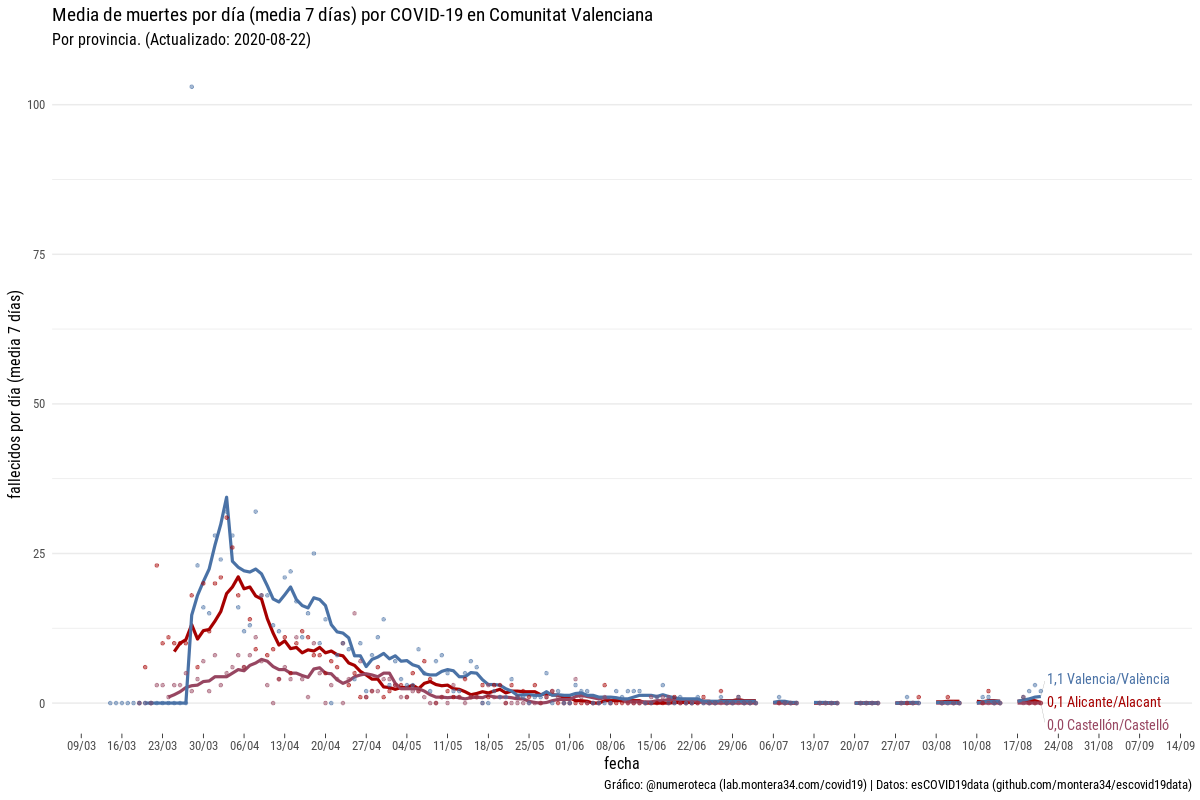 Media de muertes por día (media 7 días) por COVID-19 en Comunitat Valenciana
Por provincia. (Actualizado: 2020-08-22)
fallecidos por día (media 7 días)
100
75
50
25
0
1,1 Valencia/València
0,1 Alicante/Alacant
0,0 Castellón/Castelló
09/03 16/03 23/03 30/03 06/04 13/04 20/04 27/04 04/05 11/05 18/05 25/05 01/06 08/06 15/06 22/06 29/06 06/07 13/07 20/07 27/07 03/08 10/08 17/08 24/08 31/08 07/09 14/09
fecha
Gráfico: @numeroteca (lab.montera34.com/covid19) | Datos: esCOVID19data (github.com/montera34/escovid19data)